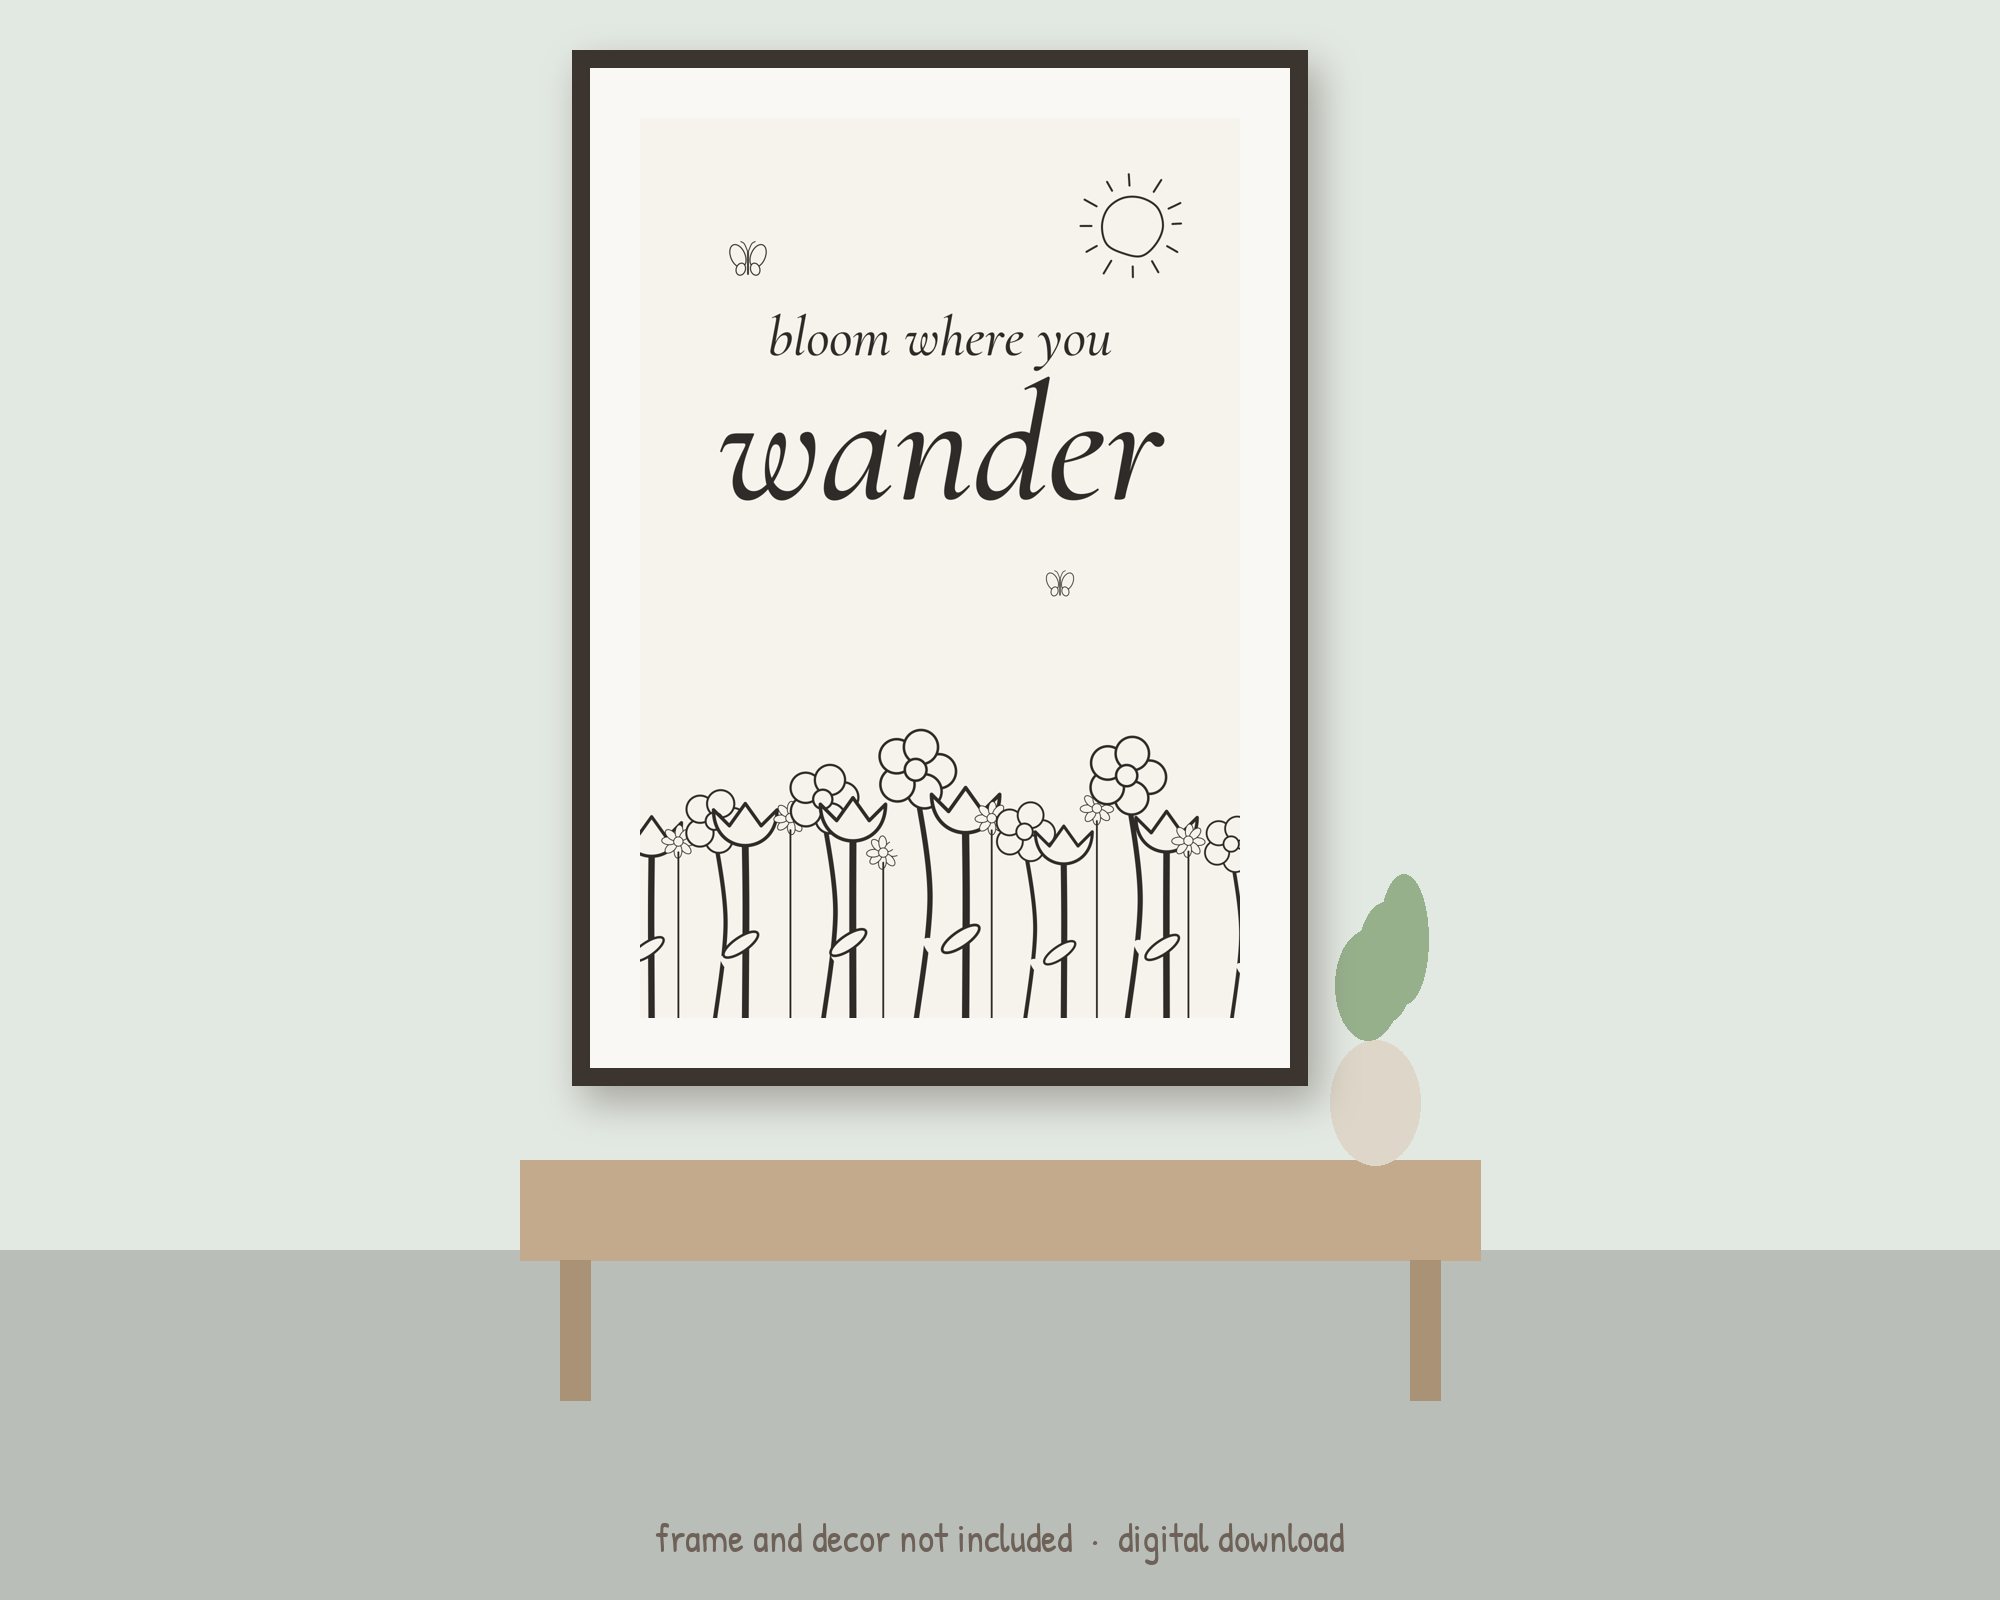 bloom where you
wander
frame and decor not included · digital download